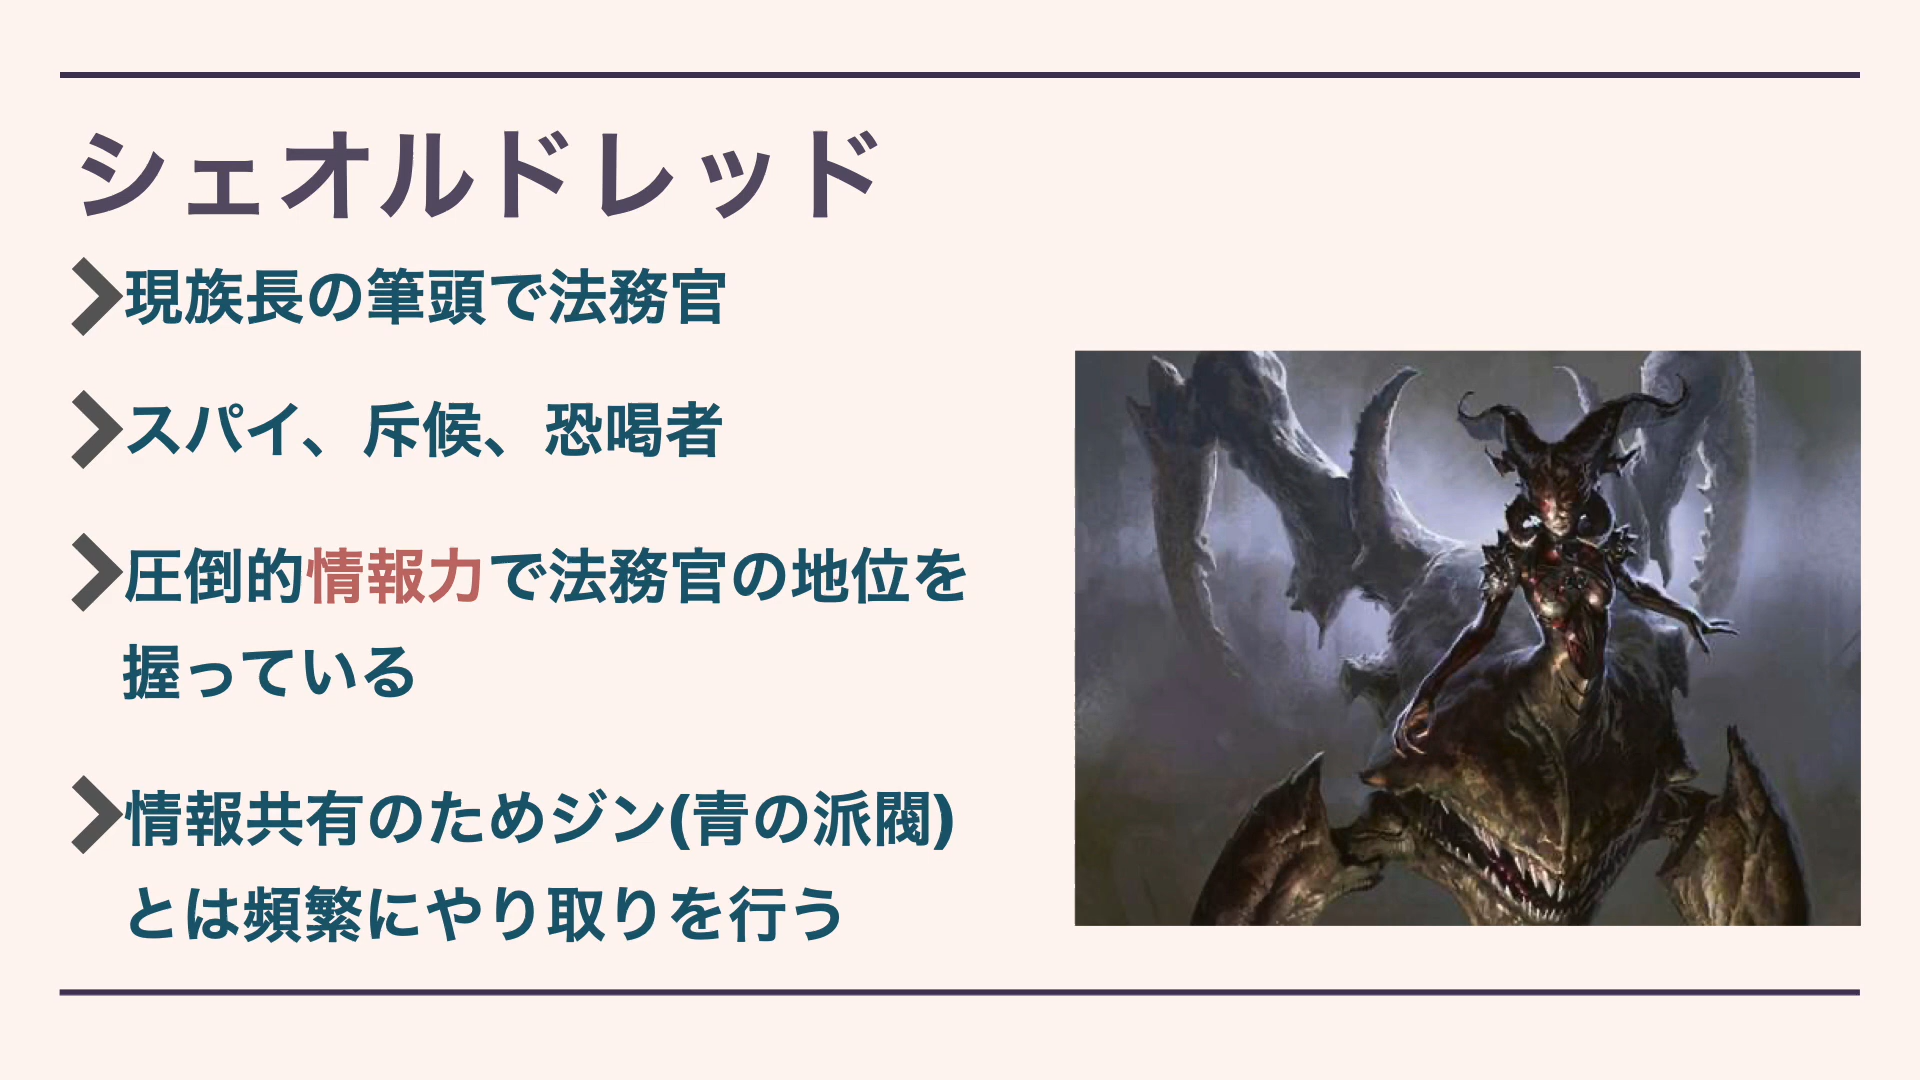 シェオルドレッド
現族長の筆頭で法務官
スパイ、斥候、恐喝者
圧倒的情報力で法務官の地位を
握っている
情報共有のためジン(青の派閥)
とは頻繁にやり取りを行う